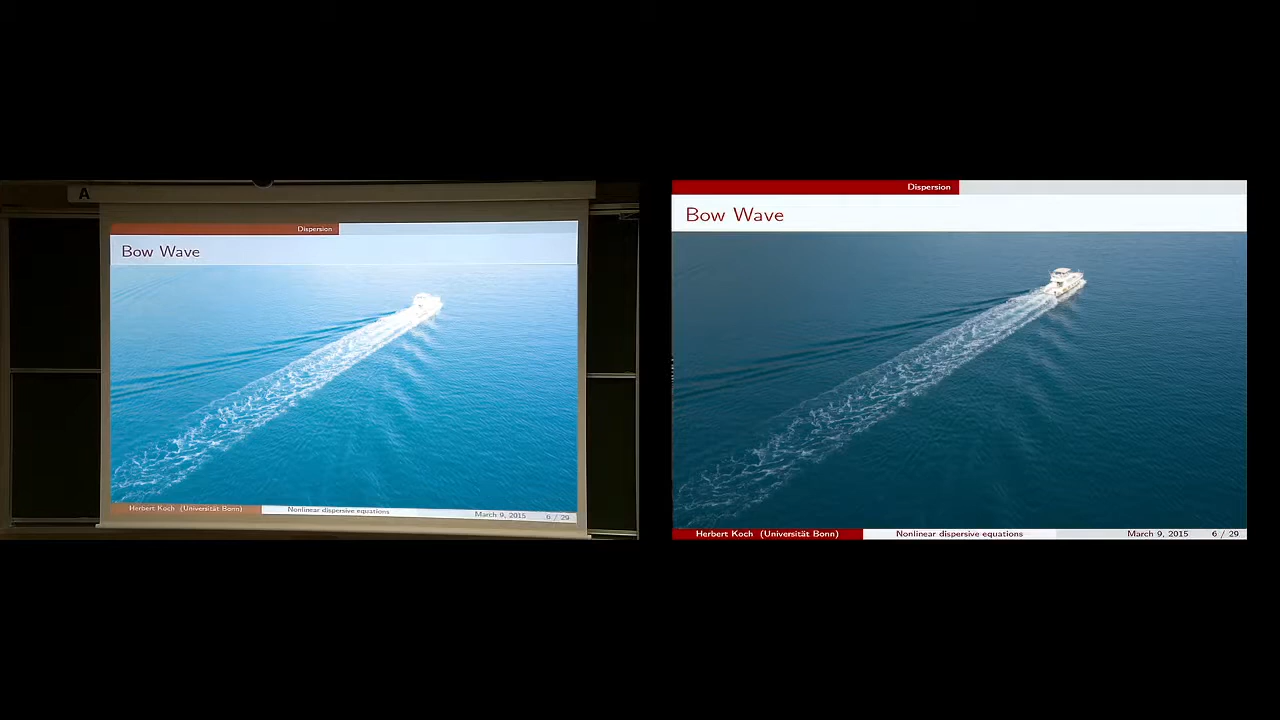 A
Dispersion
Bow Wave
Herbert Koch (Universität Bonn) Nonlinear dispersive equations March 9, 2015 6 / 29
Dispersion
Bow Wave
Herbert Koch (Universität Bonn) Nonlinear dispersive equations March 9, 2015 6 / 29